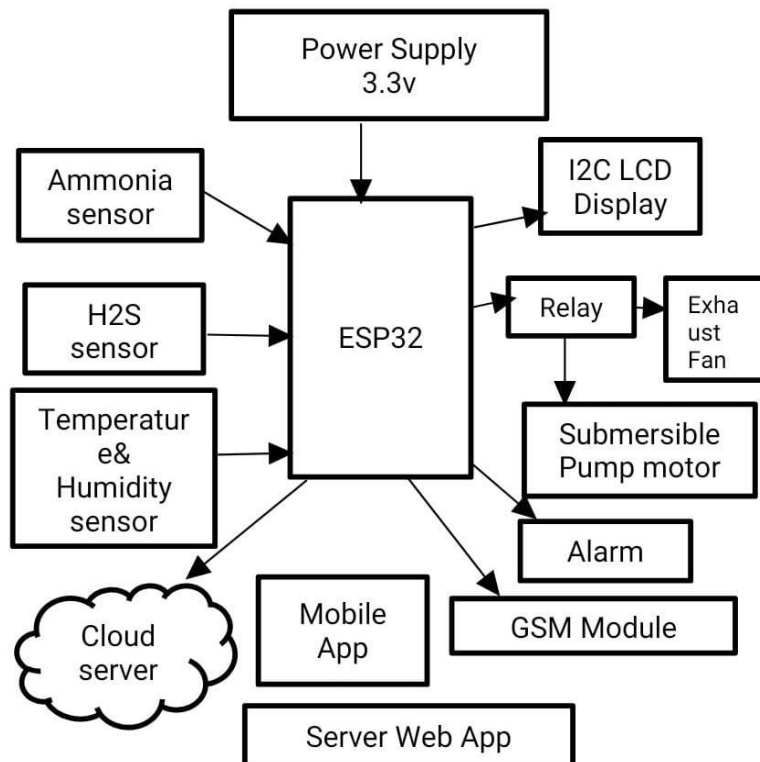 Power Supply
3.3v
Ammonia
sensor
I2C LCD
Display
H2S
sensor
ESP32
Relay
Exha
ust
Fan
Temperatur
e&
Humidity
sensor
Submersible
Pump motor
Alarm
Cloud
server
Mobile
App
GSM Module
Server Web App